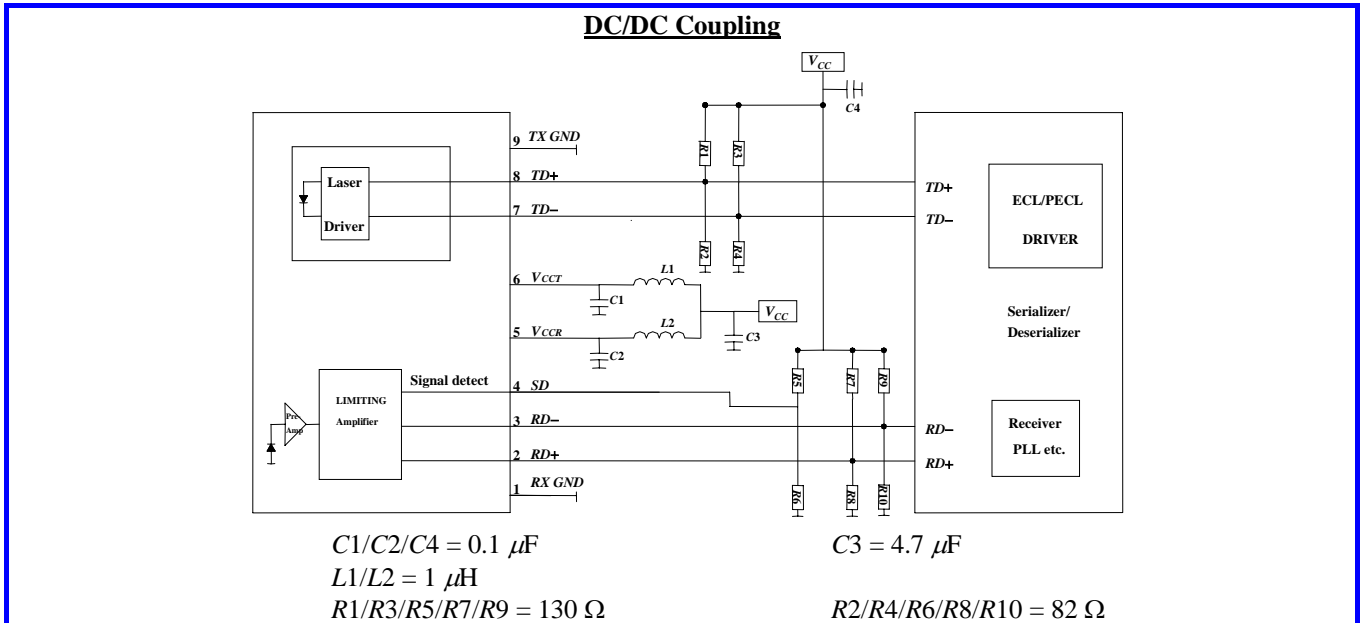 DC/DC Coupling
V_CC
C4
9 TX GND
R1
R3
Laser
Driver
8 TD+
TD+
7 TD−
TD−
ECL/PECL
DRIVER
R2
R4
6 VCCT
L1
C1
V_CC
Serializer/
Deserializer
5 VCCR
L2
C3
C2
R5
R7
R9
Signal detect
4 SD
LIMITING
Amplifier
Pre-
Amp
3 RD−
RD−
2 RD+
RD+
Receiver
PLL etc.
1 RX GND
R6
R8
R10
C1/C2/C4 = 0.1 µF
C3 = 4.7 µF
L1/L2 = 1 µH
R1/R3/R5/R7/R9 = 130 Ω
R2/R4/R6/R8/R10 = 82 Ω